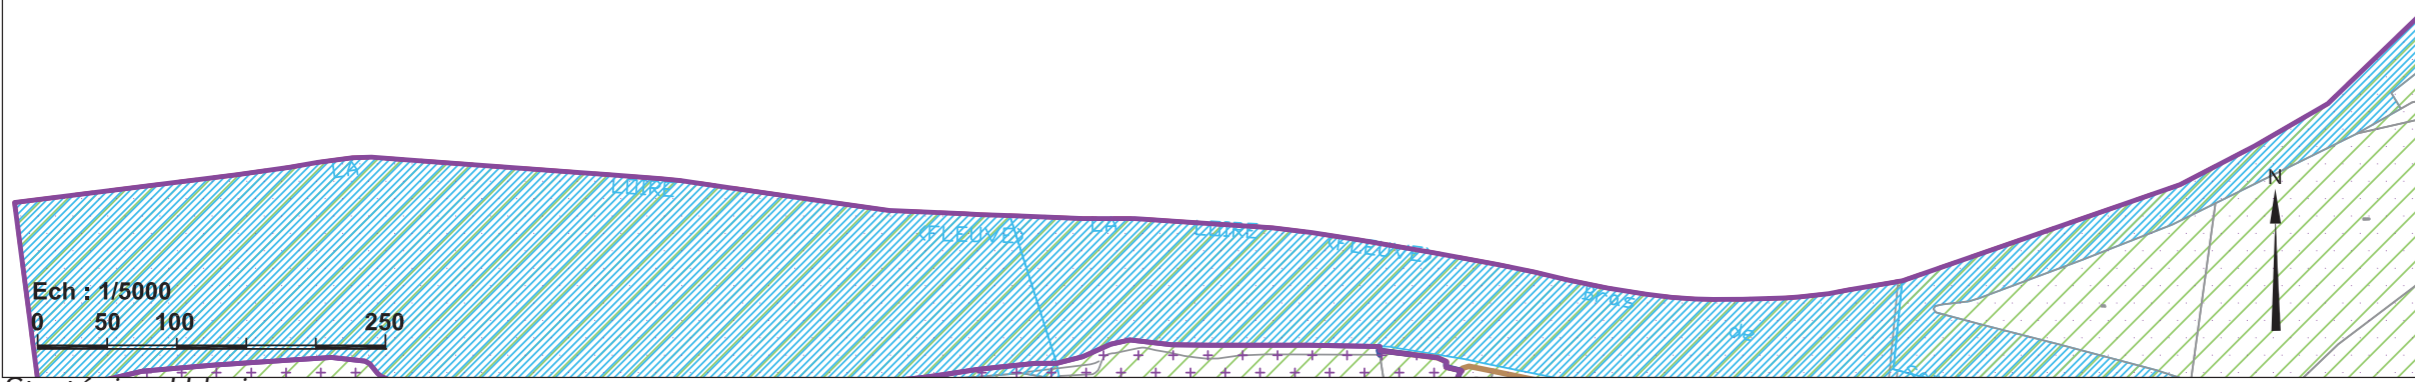 N
LA
LOIRE
(FLEUVE)
LA
LOIRE
(FLEUVE)
Bras
de
Ech : 1/5000
0 50 100 250